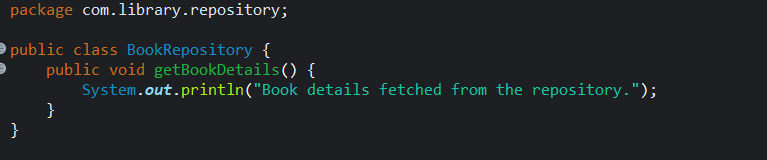 package com.library.repository;
public class BookRepository {
public void getBookDetails() {
System.out.println("Book details fetched from the repository.");
}
}